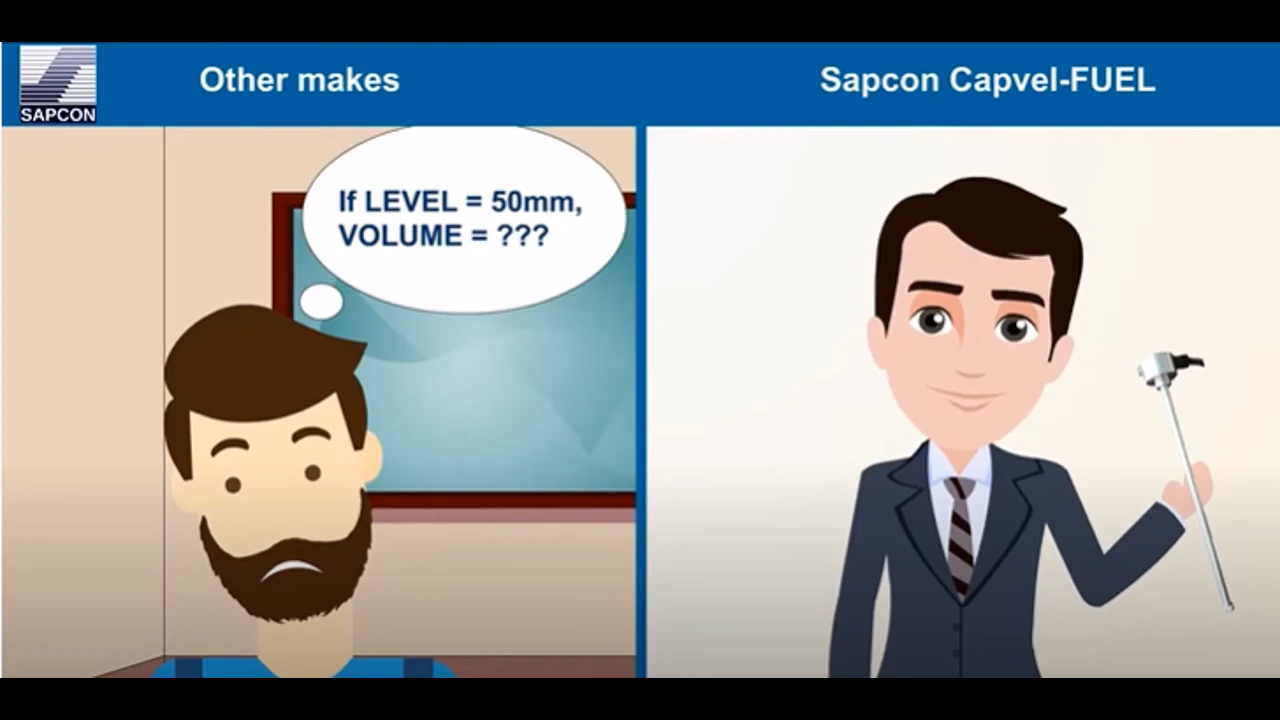 SAPCON
Other makes
Sapcon Capvel-FUEL
If LEVEL = 50mm,
VOLUME = ???